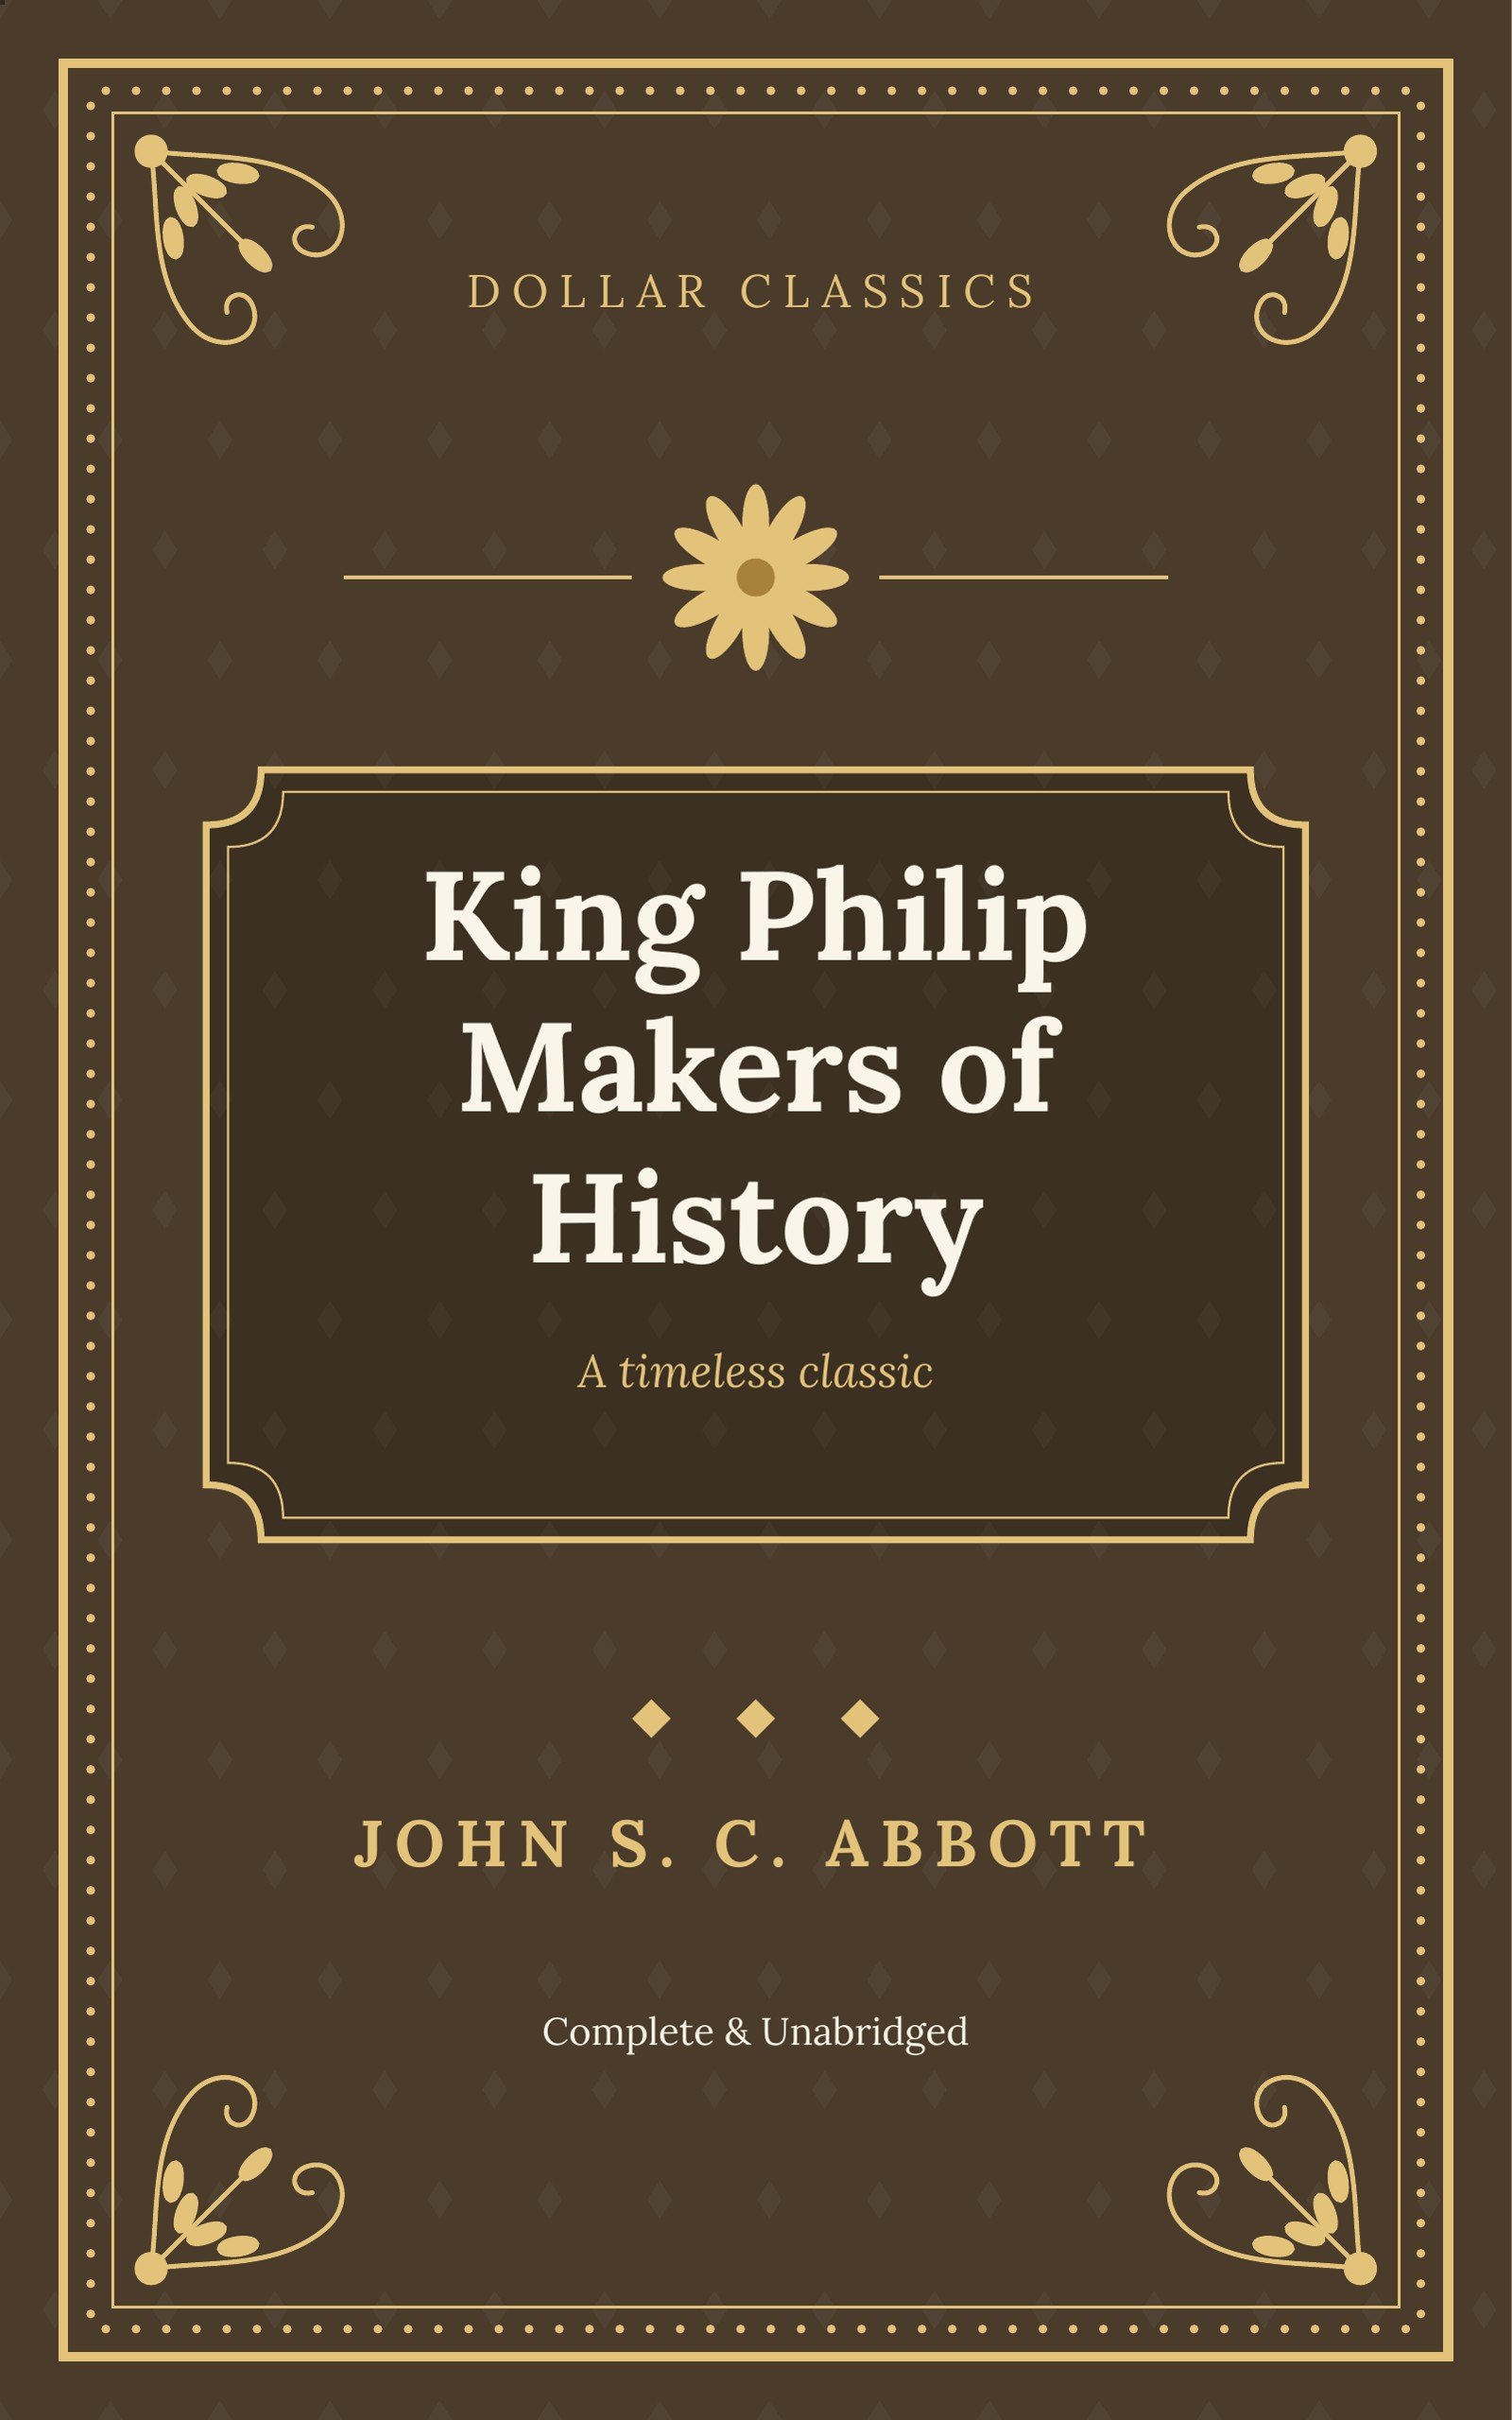 DOLLAR CLASSICS
King Philip
Makers of
History
A timeless classic
JOHN S. C. ABBOTT
Complete & Unabridged